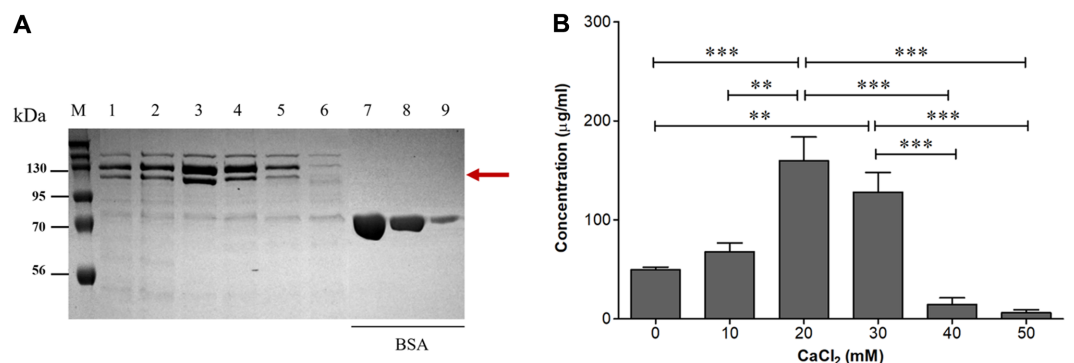 A
kDa
M 1 2 3 4 5 6 7 8 9
130
95
70
56
BSA
B
Concentration (µg/ml)
300
200
100
0
*** ***
** ***
** ***
***
0 10 20 30 40 50
CaCl₂ (mM)